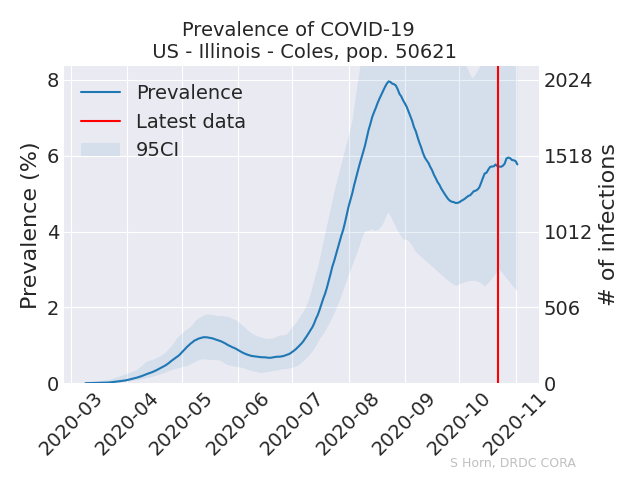 Prevalence of COVID-19
US - Illinois - Coles, pop. 50621
Prevalence
Latest data
95CI
Prevalence (%)
8
6
4
2
0
2024
1518
1012
506
0
# of infections
2020-03
2020-04
2020-05
2020-06
2020-07
2020-08
2020-09
2020-10
2020-11
S Horn, DRDC CORA